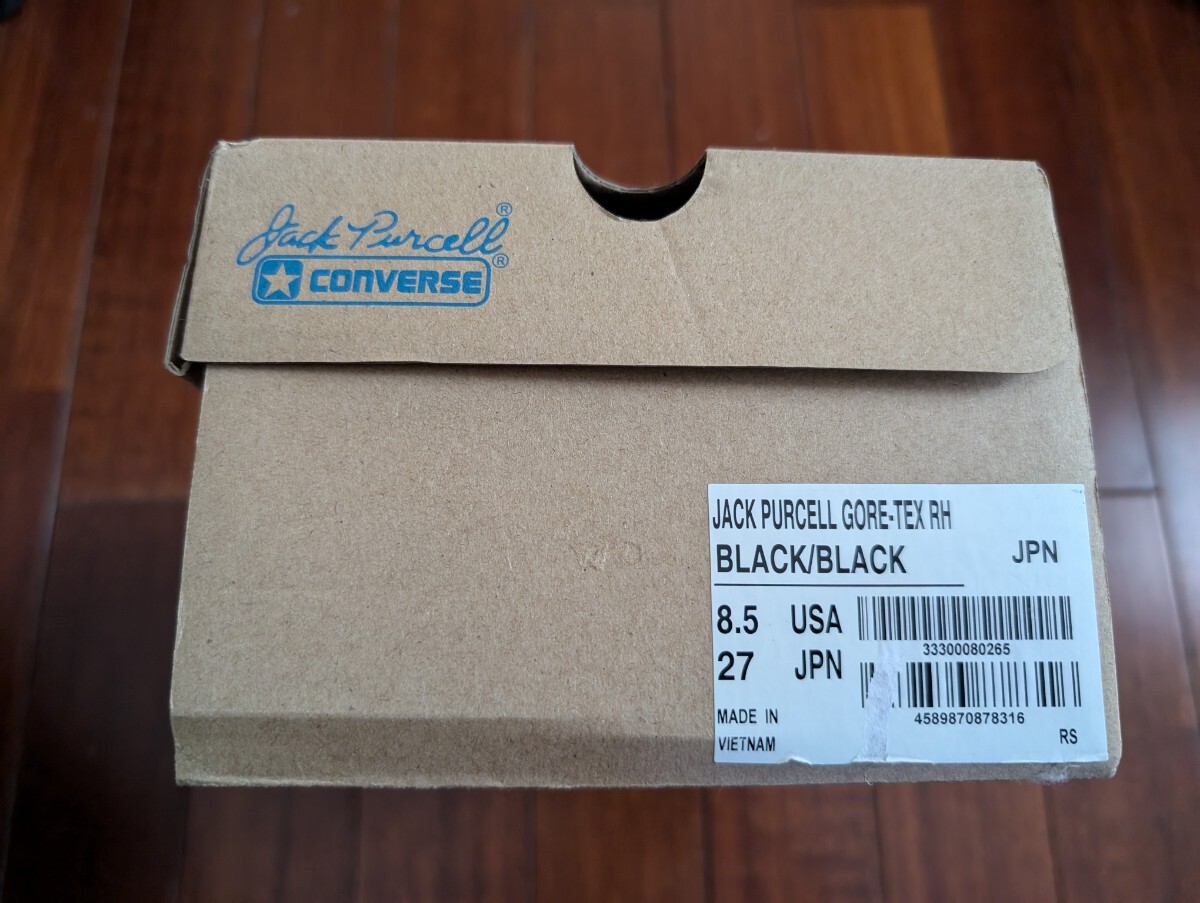 Jack Purcell®
CONVERSE®
JACK PURCELL GORE-TEX RH
BLACK/BLACK JPN
8.5 USA
33300080265
27 JPN
4589870878316
MADE IN
VIETNAM
RS